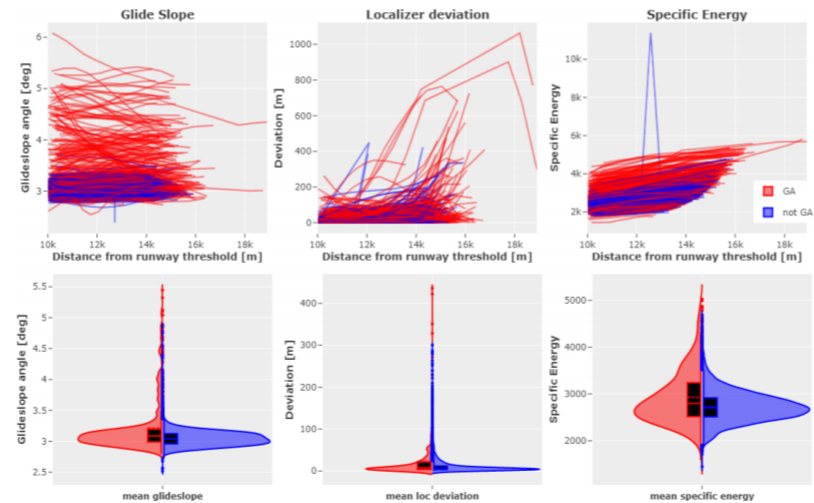 Glide Slope
Localizer deviation
Specific Energy
6
5
4
3
Glideslope angle [deg]
10k
12k
14k
16k
18k
Distance from runway threshold [m]
1000
800
600
400
200
0
Deviation [m]
10k
12k
14k
16k
18k
Distance from runway threshold [m]
10k
8k
6k
4k
2k
Specific Energy
10k
12k
14k
16k
18k
Distance from runway threshold [m]
GA
not GA
5.5
5
4.5
4
3.5
3
2.5
Glideslope angle [deg]
mean glideslope
400
300
200
100
0
Deviation [m]
mean loc deviation
5000
4000
3000
2000
Specific Energy
mean specific energy